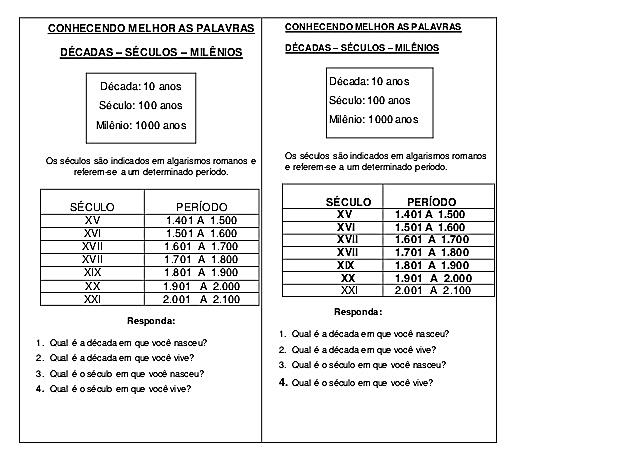 CONHECENDO MELHOR AS PALAVRAS
DÉCADAS – SÉCULOS – MILÊNIOS
Década: 10 anos
Século: 100 anos
Milênio: 1000 anos
Os séculos são indicados em algarismos romanos e
referem-se a um determinado período.
SÉCULO PERÍODO
XV 1.401 A 1.500
XVI 1.501 A 1.600
XVII 1.601 A 1.700
XVII 1.701 A 1.800
XIX 1.801 A 1.900
XX 1.901 A 2.000
XXI 2.001 A 2.100
Responda:
1. Qual é a década em que você nasceu?
2. Qual é a década em que você vive?
3. Qual é o século em que você nasceu?
4. Qual é o século em que você vive?
CONHECENDO MELHOR AS PALAVRAS
DÉCADAS – SÉCULOS – MILÊNIOS
Década: 10 anos
Século: 100 anos
Milênio: 1000 anos
Os séculos são indicados em algarismos romanos
e referem-se a um determinado período.
SÉCULO PERÍODO
XV 1.401 A 1.500
XVI 1.501 A 1.600
XVII 1.601 A 1.700
XVII 1.701 A 1.800
XIX 1.801 A 1.900
XX 1.901 A 2.000
XXI 2.001 A 2.100
Responda:
1. Qual é a década em que você nasceu?
2. Qual é a década em que você vive?
3. Qual é o século em que você nasceu?
4. Qual é o século em que você vive?